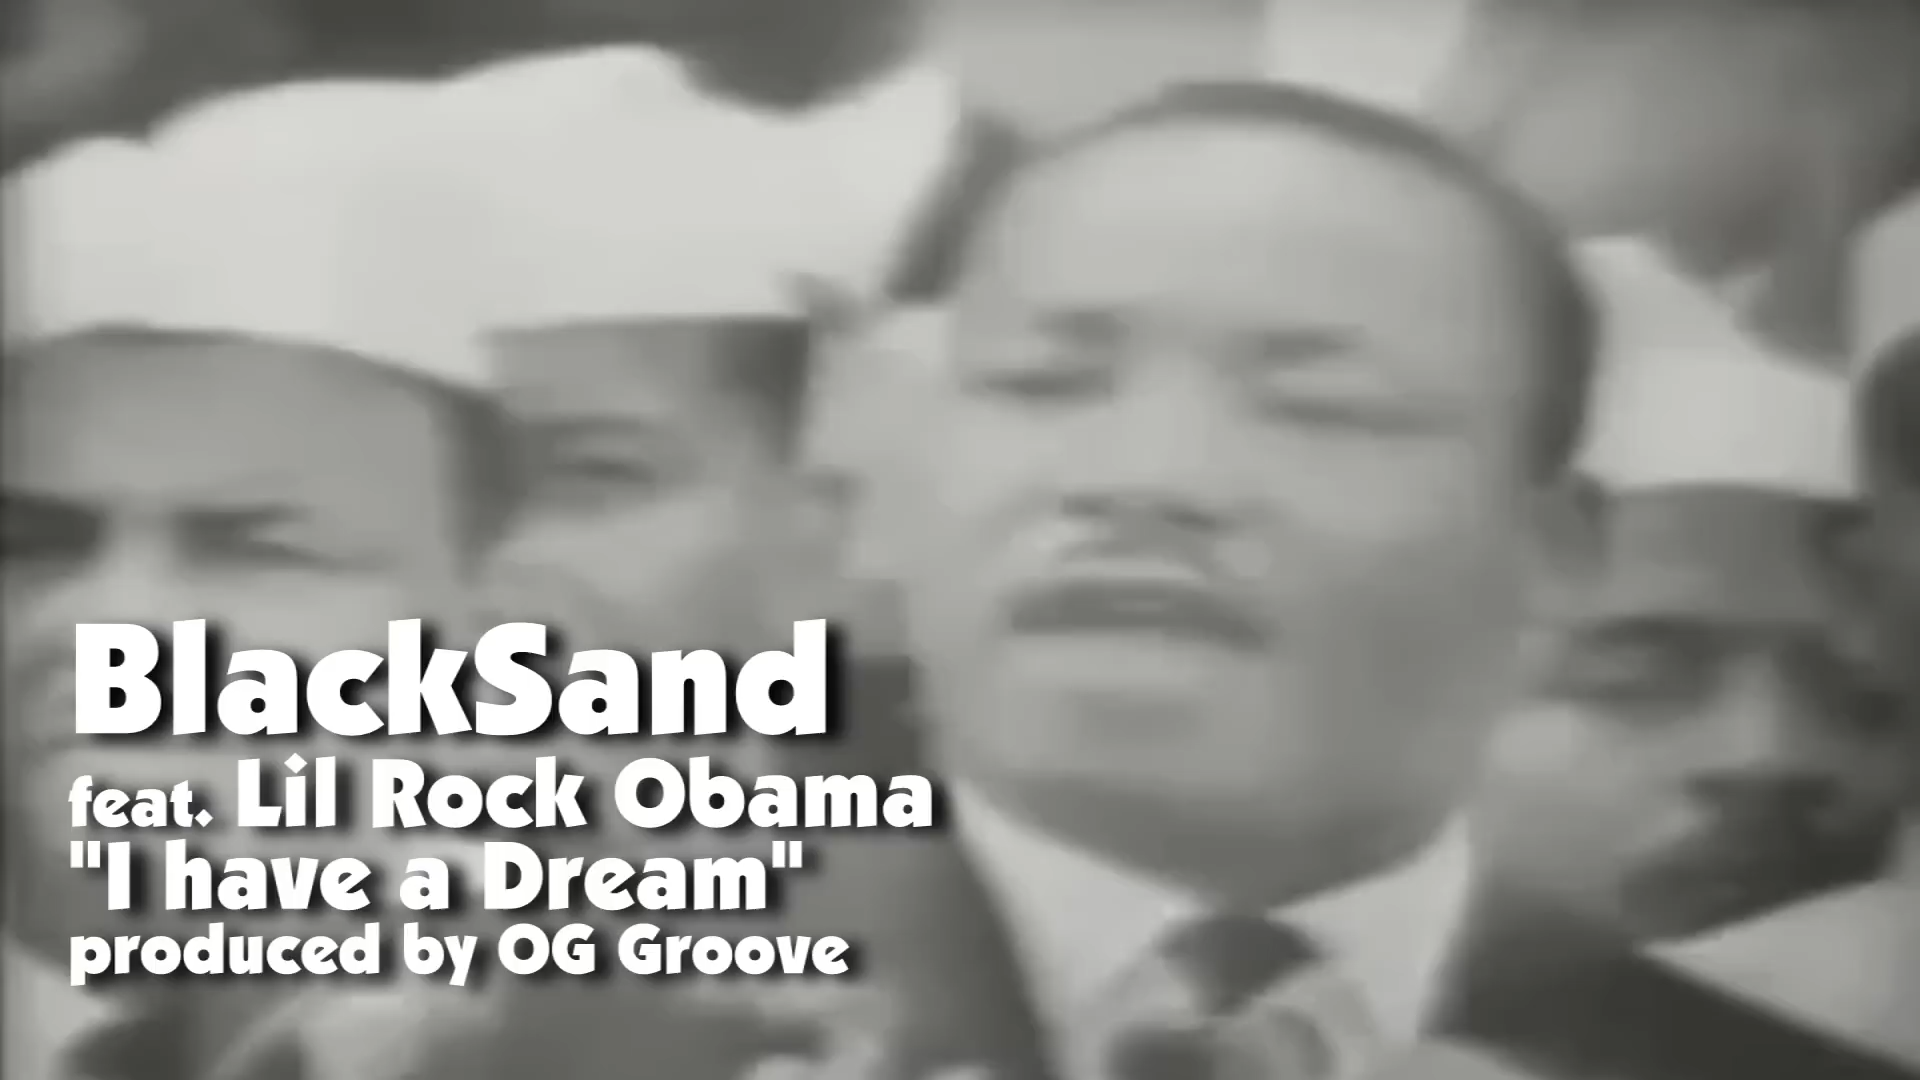 BlackSand
feat. Lil Rock Obama
"I have a Dream"
produced by OG Groove